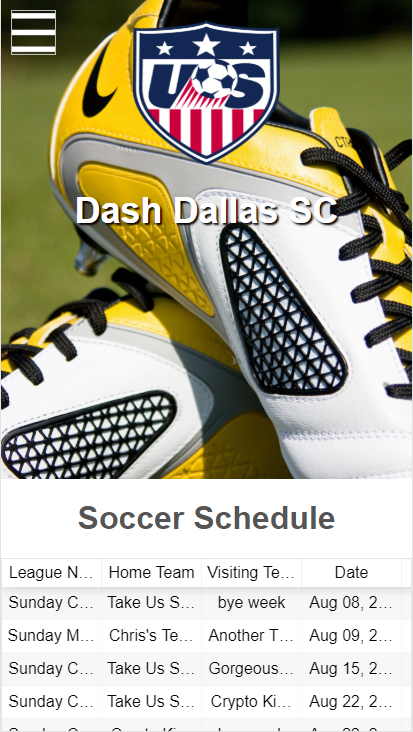 US
CTR
Dash Dallas SC
Soccer Schedule
League N... Home Team Visiting Te... Date
Sunday C... Take Us S... bye week Aug 08, 2...
Sunday M... Chris's Te... Another T... Aug 09, 2...
Sunday C... Take Us S... Gorgeous... Aug 15, 2...
Sunday C... Take Us S... Crypto Ki... Aug 22, 2...